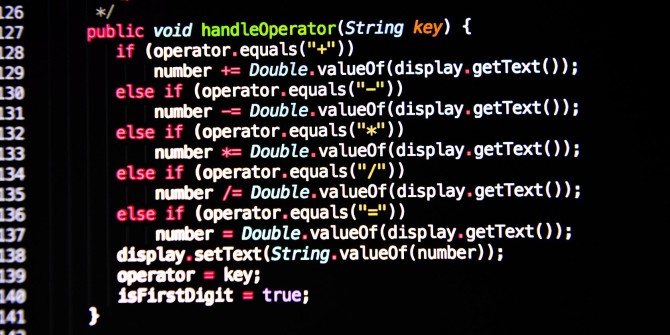 126 */
127 public void handleOperator(String key) {
128 if (operator.equals("+"))
129 number += Double.valueOf(display.getText());
130 else if (operator.equals("-"))
131 number -= Double.valueOf(display.getText());
132 else if (operator.equals("*"))
133 number *= Double.valueOf(display.getText());
134 else if (operator.equals("/"))
135 number /= Double.valueOf(display.getText());
136 else if (operator.equals("="))
137 number = Double.valueOf(display.getText());
138 display.setText(String.valueOf(number));
139 operator = key;
140 isFirstDigit = true;
141 }